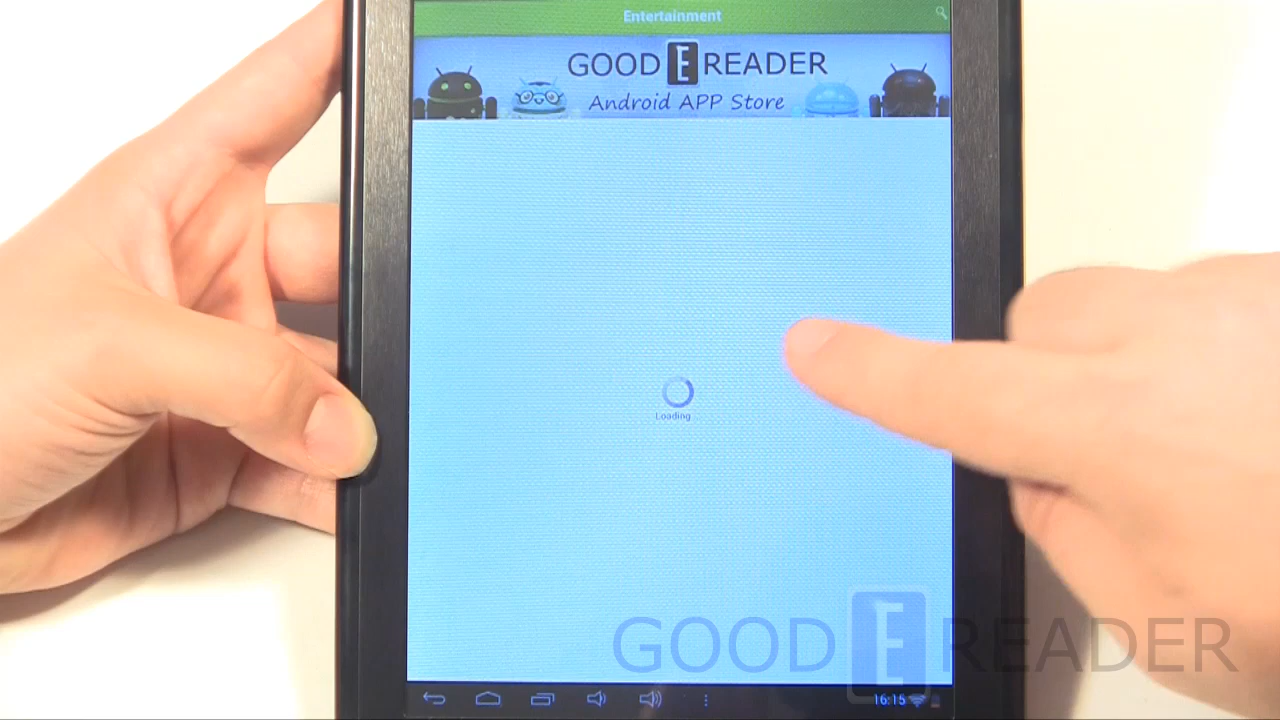 Entertainment
GOOD E READER
Android APP Store
Loading
GOOD E READER
16:15